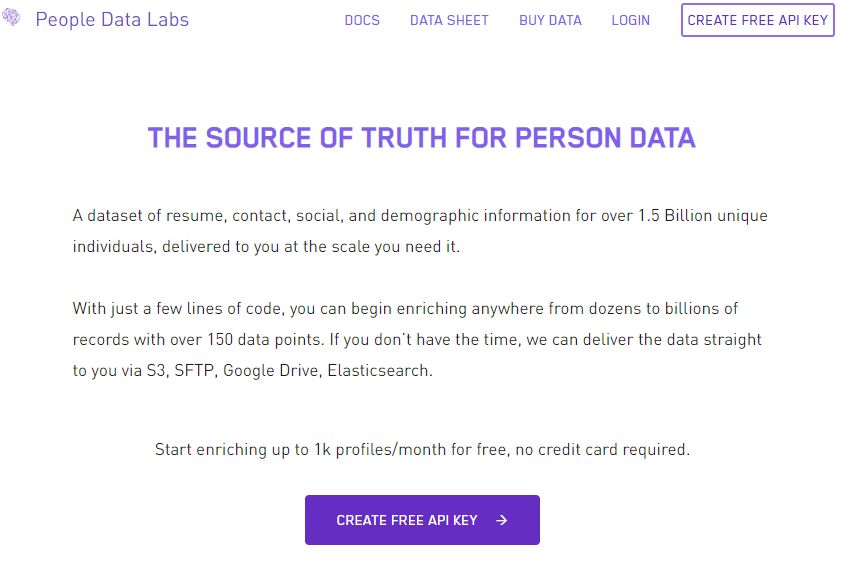 People Data Labs
DOCS
DATA SHEET
BUY DATA
LOGIN
CREATE FREE API KEY
THE SOURCE OF TRUTH FOR PERSON DATA
A dataset of resume, contact, social, and demographic information for over 1.5 Billion unique
individuals, delivered to you at the scale you need it.
With just a few lines of code, you can begin enriching anywhere from dozens to billions of
records with over 150 data points. If you don't have the time, we can deliver the data straight
to you via S3, SFTP, Google Drive, Elasticsearch.
Start enriching up to 1k profiles/month for free, no credit card required.
CREATE FREE API KEY →